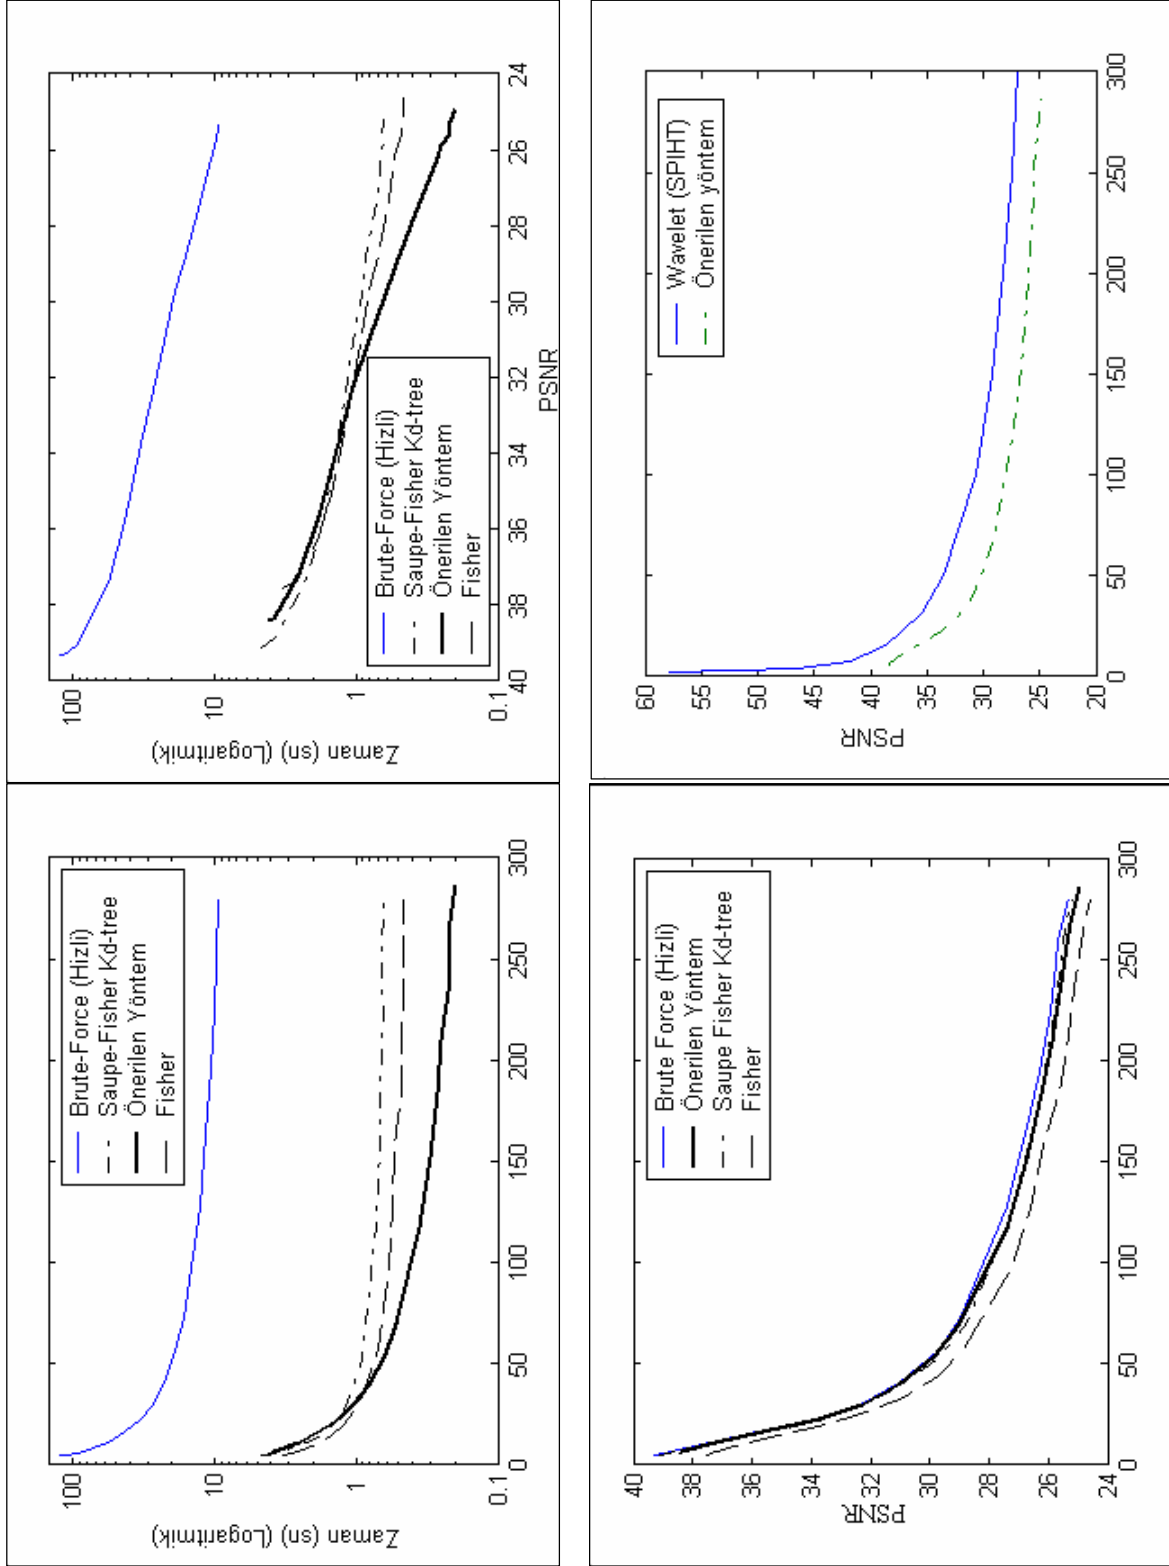 Zaman (sn) (Logaritmik)
100
10
1
0.1
0
50
100
150
200
250
300
Brute-Force (Hizli)
Saupe-Fisher Kd-tree
Önerilen Yöntem
Fisher
Zaman (sn) (Logaritmik)
100
10
1
0.1
40
38
36
34
32
30
28
26
24
PSNR
Brute-Force (Hizli)
Saupe-Fisher Kd-tree
Önerilen Yöntem
Fisher
PSNR
40
38
36
34
32
30
28
26
24
0
50
100
150
200
250
300
Brute Force (Hizli)
Önerilen Yöntem
Saupe Fisher Kd-tree
Fisher
PSNR
60
55
50
45
40
35
30
25
20
0
50
100
150
200
250
300
Wavelet (SPIHT)
Önerilen yöntem